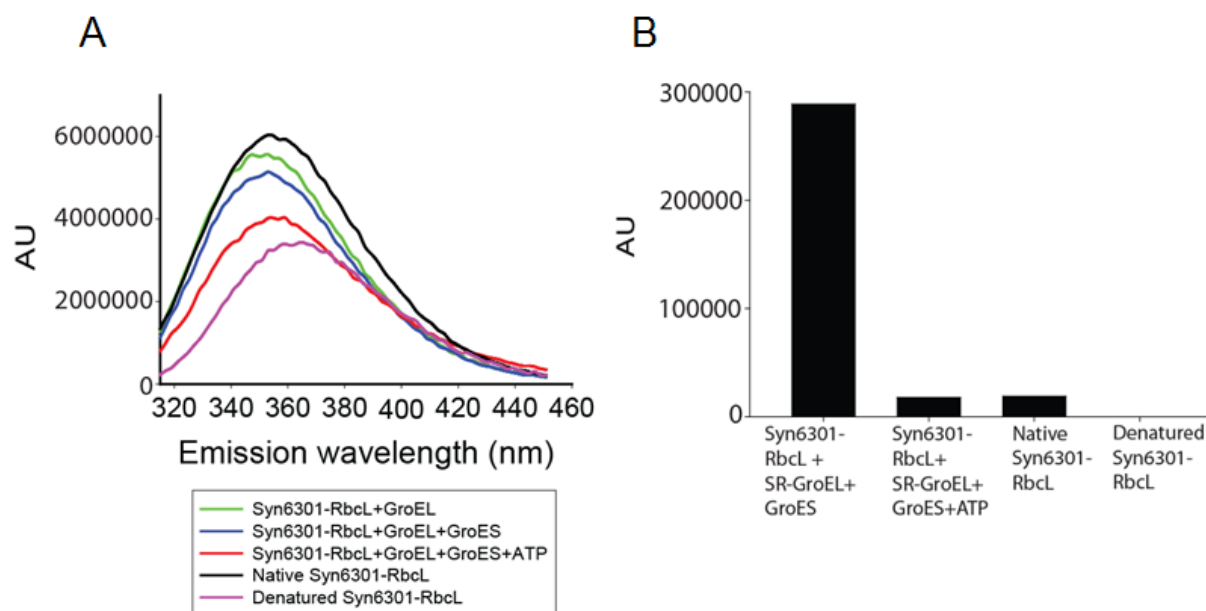 A
AU
6000000
4000000
2000000
0
320 340 360 380 400 420 440 460
Emission wavelength (nm)
Syn6301-RbcL+GroEL
Syn6301-RbcL+GroEL+GroES
Syn6301-RbcL+GroEL+GroES+ATP
Native Syn6301-RbcL
Denatured Syn6301-RbcL
B
AU
300000
200000
100000
0
Syn6301-
RbcL +
SR-GroEL+
GroES
Syn6301-
RbcL+
SR-GroEL+
GroES+ATP
Native
Syn6301-
RbcL
Denatured
Syn6301-
RbcL